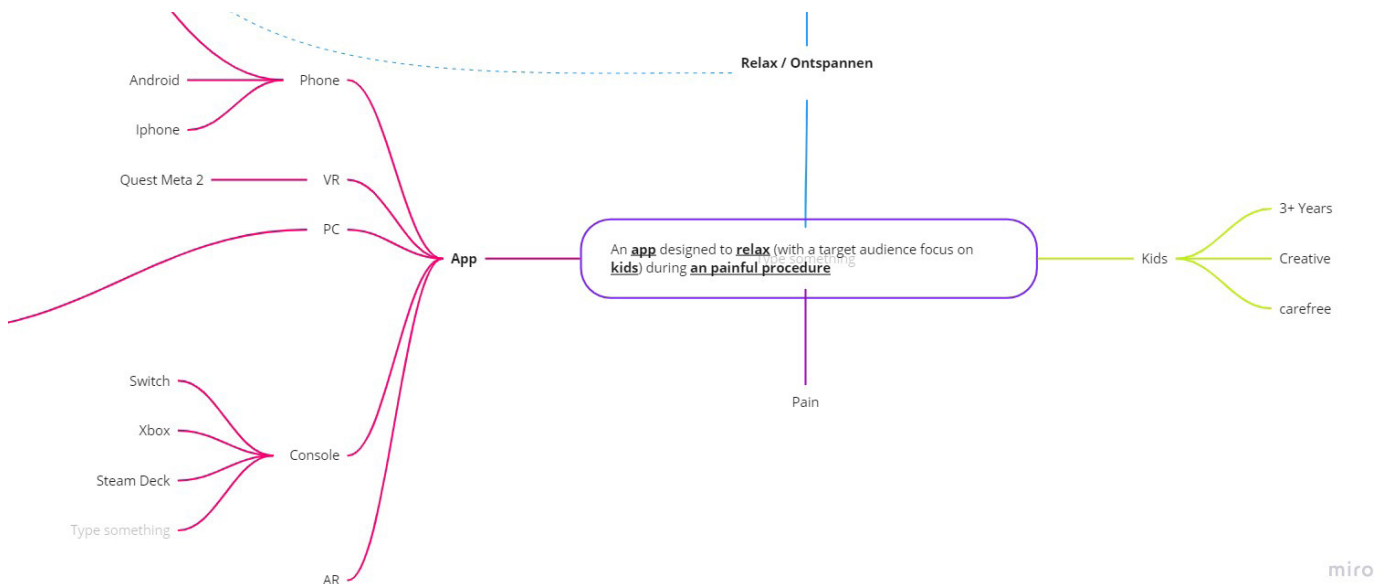 Relax / Ontspannen
Android
Phone
Iphone
Quest Meta 2
VR
PC
App
An app designed to relax (with a target audience focus on
kids) during an painful procedure
Type something
Kids
3+ Years
Creative
carefree
Pain
Switch
Xbox
Console
Steam Deck
Type something
AR
miro